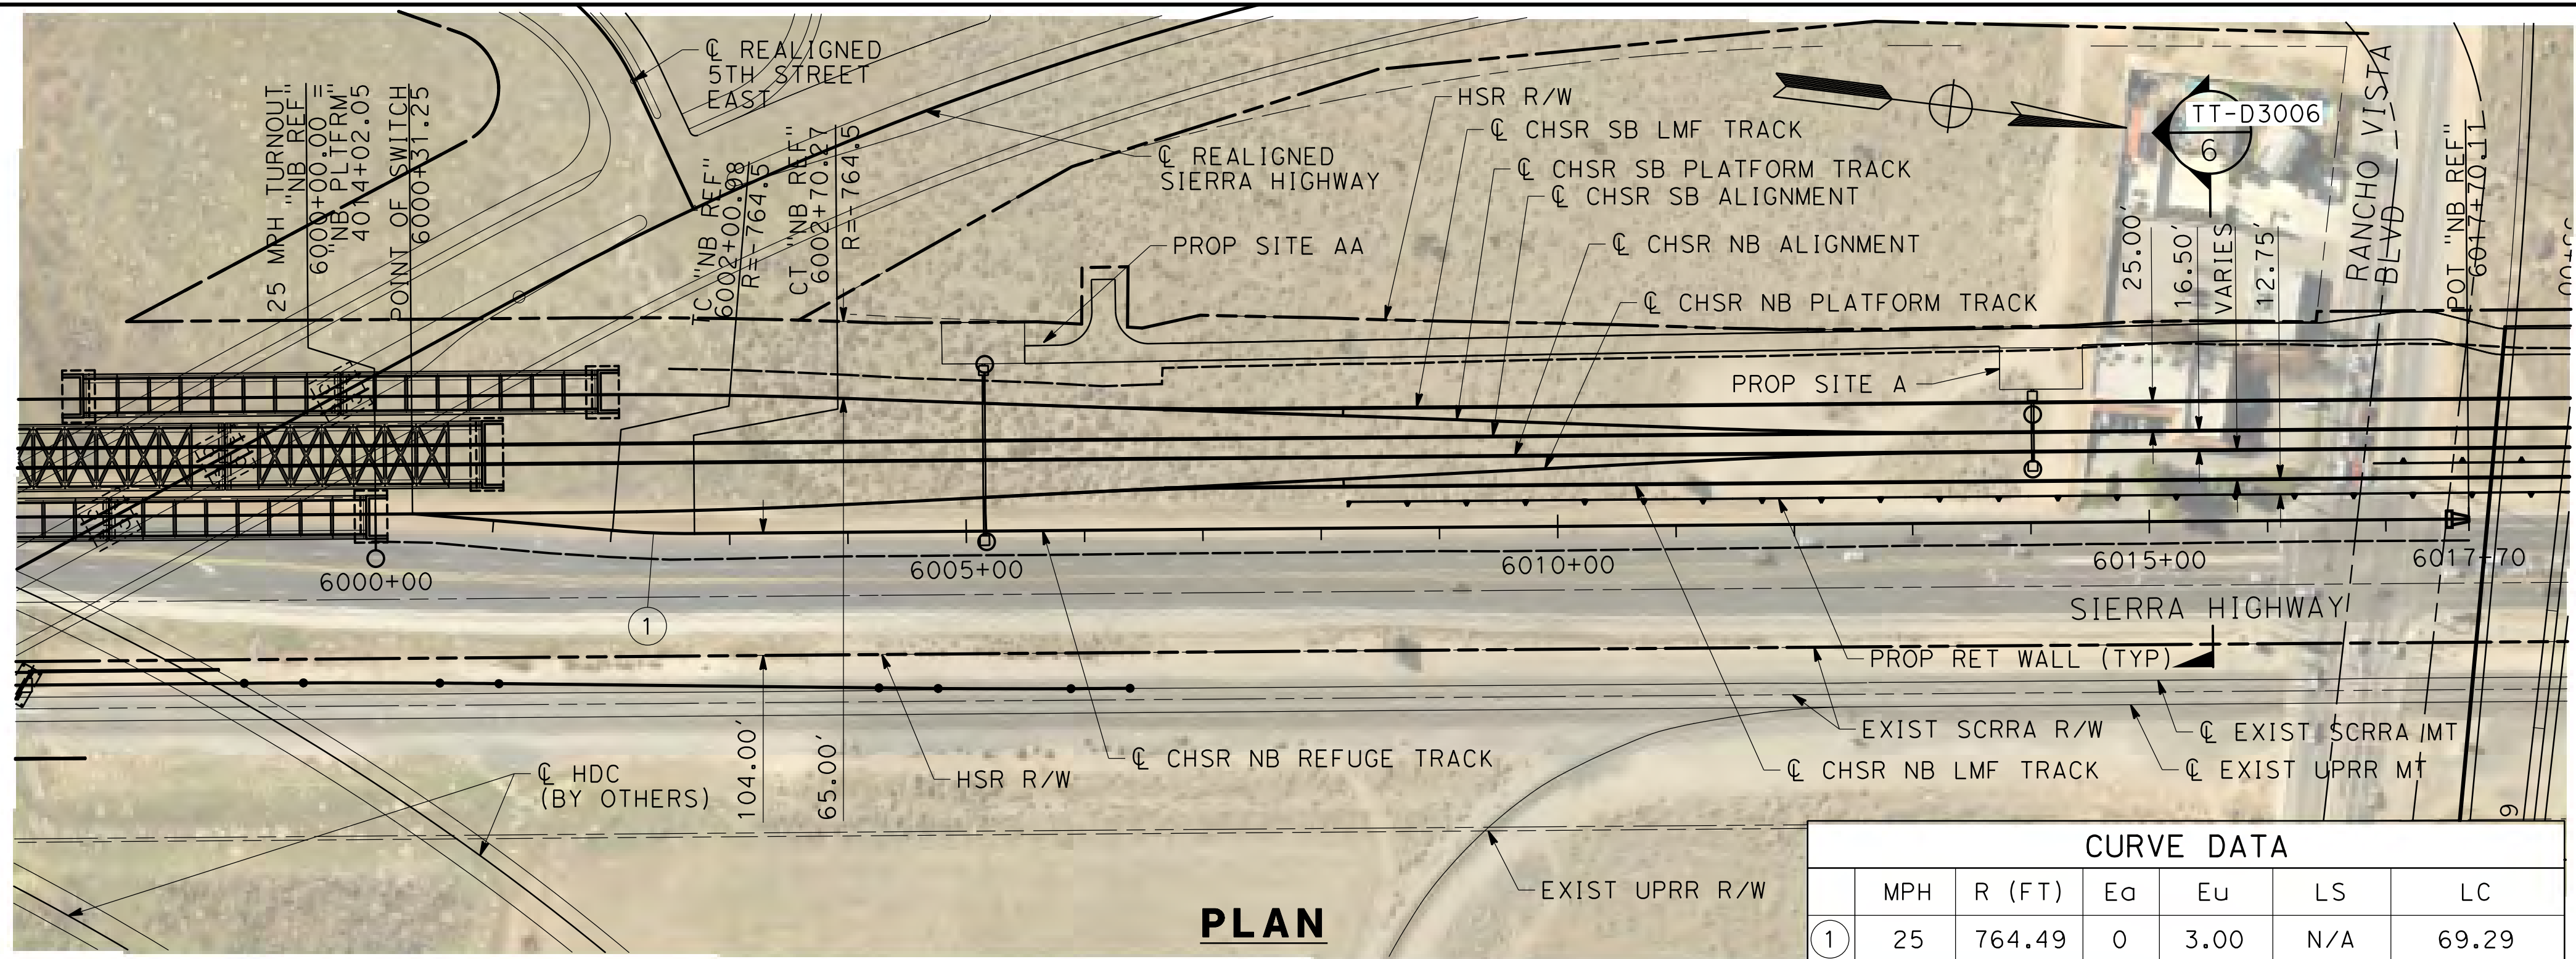 25 MPH TURNOUT
"NB REF"
6000+00.00 =
"NB PLTFRM"
4014+02.05
POINT OF SWITCH
6000+31.25
℄ REALIGNED
5TH STREET
EAST
TC "NB REF"
6002+00.98
R=-764.5
CT "NB REF"
6002+70.27
R=-764.5
℄ REALIGNED
SIERRA HIGHWAY
PROP SITE AA
HSR R/W
℄ CHSR SB LMF TRACK
℄ CHSR SB PLATFORM TRACK
℄ CHSR SB ALIGNMENT
℄ CHSR NB ALIGNMENT
℄ CHSR NB PLATFORM TRACK
PROP SITE A
TT-D3006
6
25.00'
16.50'
VARIES
12.75'
RANCHO VISTA
BLVD
POT "NB REF"
6017+70.11
6000+00
6005+00
6010+00
6015+00
6017+70
1
SIERRA HIGHWAY
PROP RET WALL (TYP)
EXIST SCRRA R/W
℄ EXIST SCRRA MT
℄ CHSR NB LMF TRACK
℄ EXIST UPRR MT
℄ CHSR NB REFUGE TRACK
HSR R/W
104.00'
65.00'
℄ HDC
(BY OTHERS)
EXIST UPRR R/W
9
PLAN
CURVE DATA
MPH R (FT) Ea Eu LS LC
1 25 764.49 0 3.00 N/A 69.29